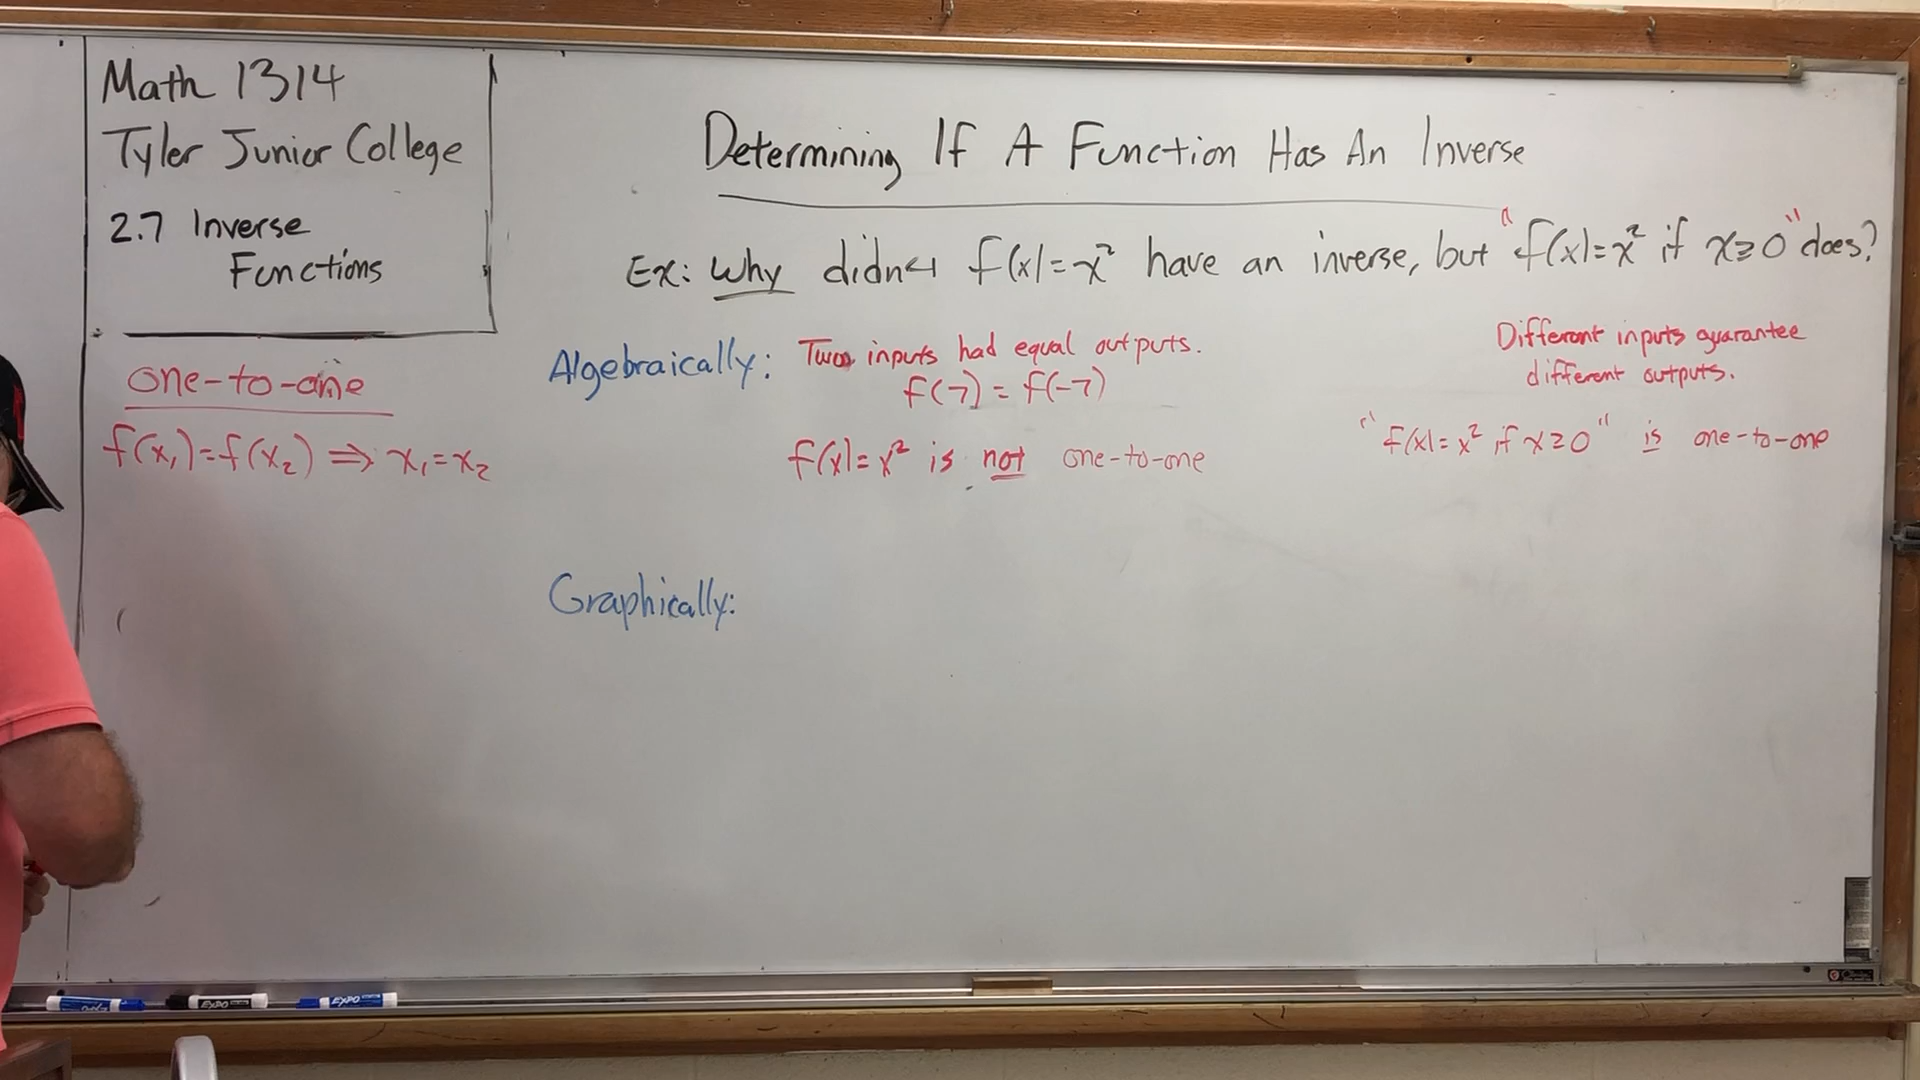 Math 1314
Tyler Junior College
2.7 Inverse
Functions
Determining If A Function Has An Inverse
Ex: Why didn't f(x)=x² have an inverse, but "f(x)=x² if x≥0" does?
one-to-one
f(x₁)=f(x₂) ⇒ x₁=x₂
Algebraically: Two inputs had equal outputs.
f(7) = f(-7)
f(x)=x² is not one-to-one
Different inputs guarantee
different outputs.
"f(x)=x² if x≥0" is one-to-one
Graphically:
EXPO
EXPO